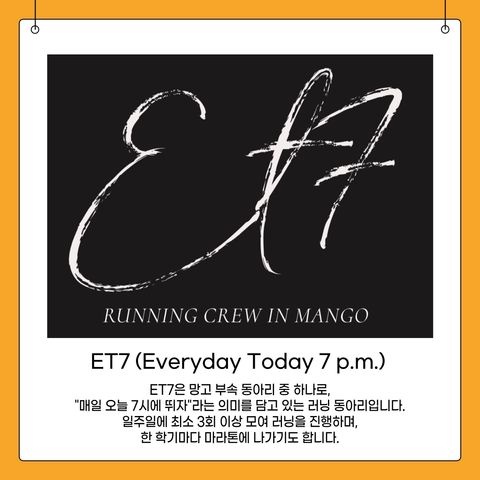 Et7
RUNNING CREW IN MANGO
ET7 (Everyday Today 7 p.m.)
ET7은 망고 부속 동아리 중 하나로,
"매일 오늘 7시에 뛰자"라는 의미를 담고 있는 러닝 동아리입니다.
일주일에 최소 3회 이상 모여 러닝을 진행하며,
한 학기마다 마라톤에 나가기도 합니다.